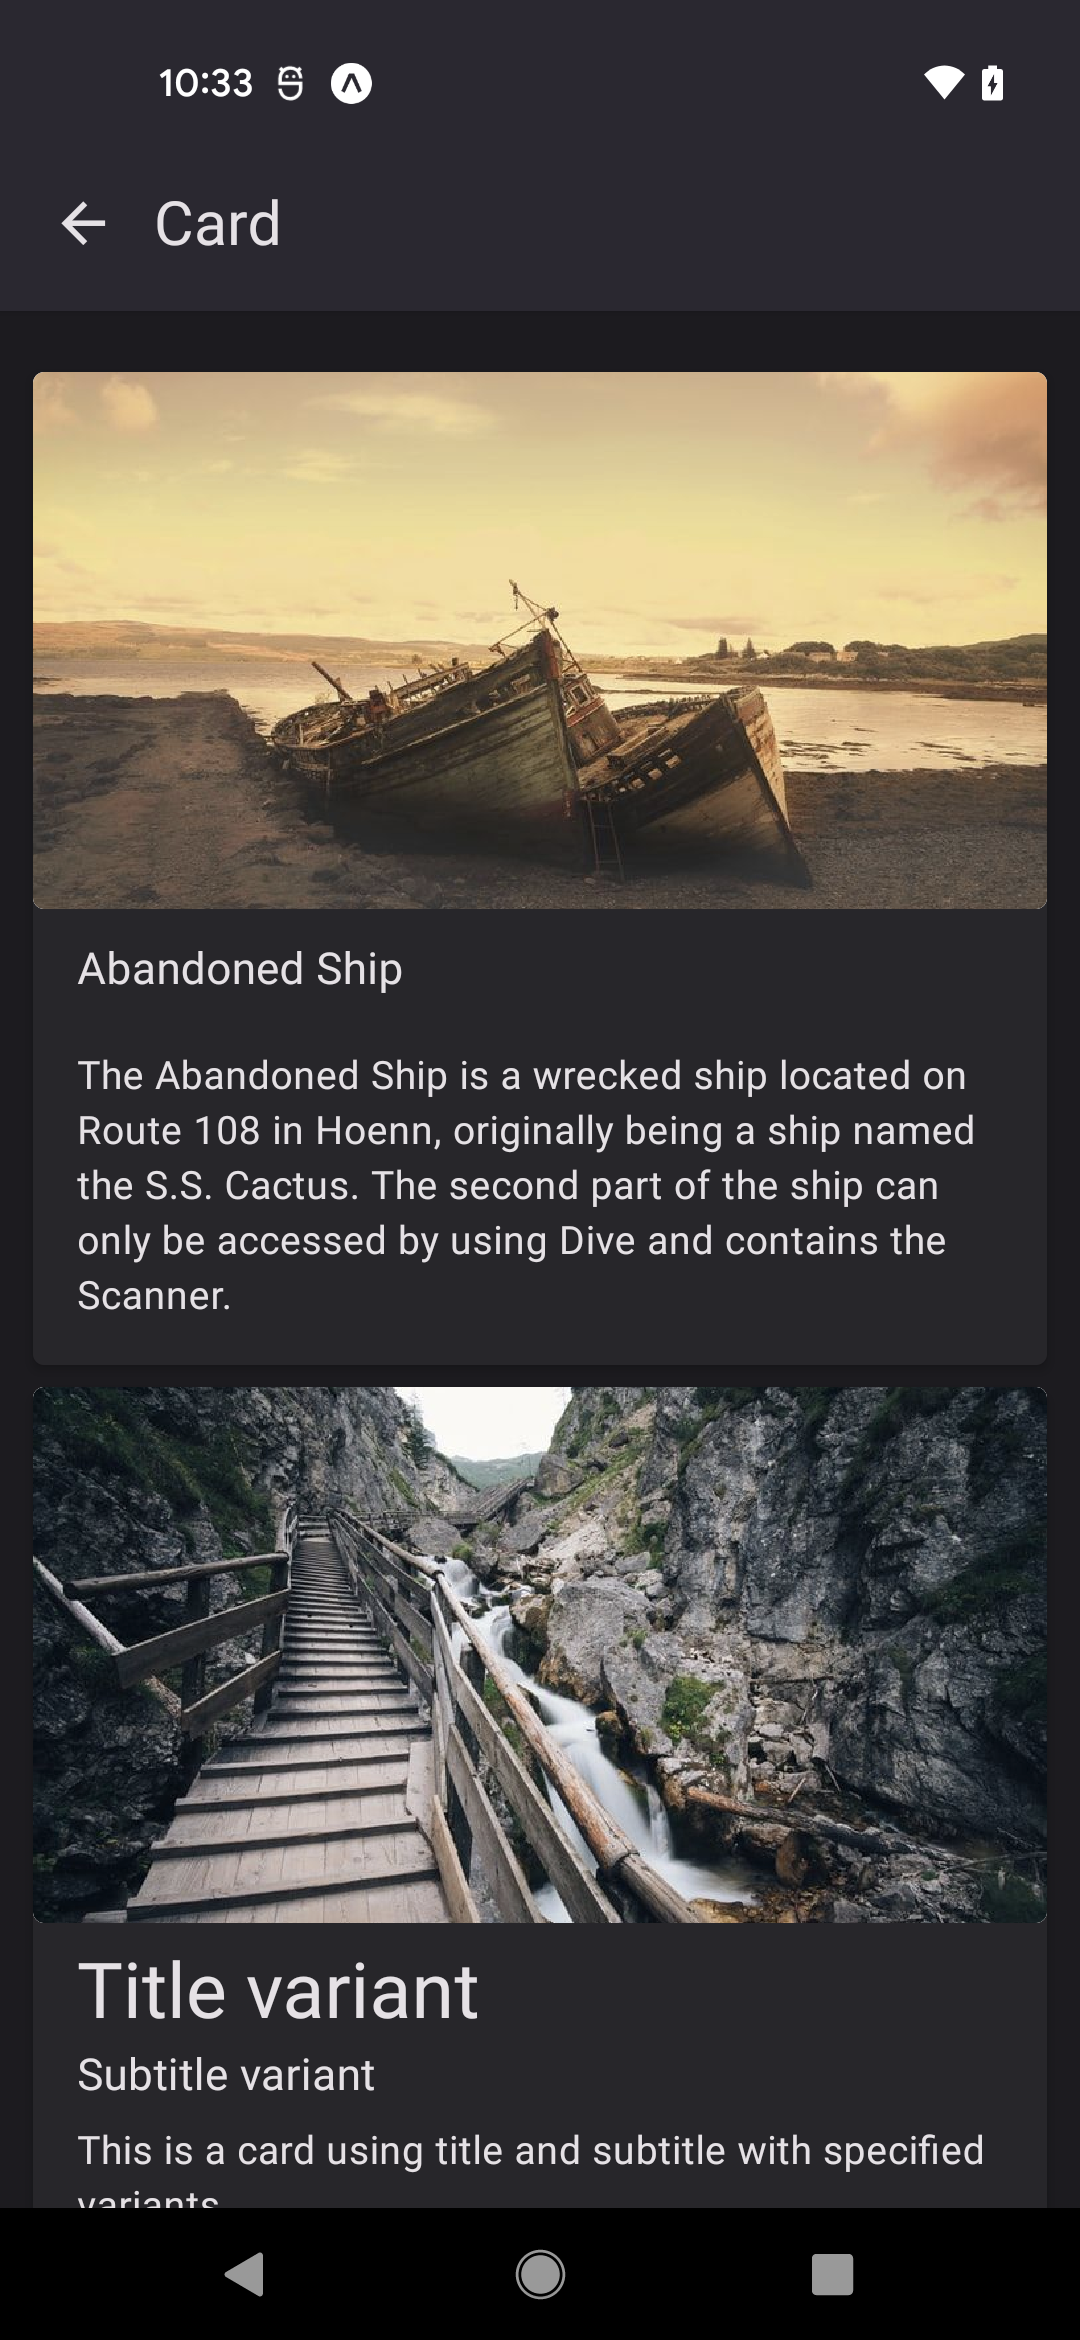 10:33
Card
Abandoned Ship
The Abandoned Ship is a wrecked ship located on
Route 108 in Hoenn, originally being a ship named
the S.S. Cactus. The second part of the ship can
only be accessed by using Dive and contains the
Scanner.
Title variant
Subtitle variant
This is a card using title and subtitle with specified
variants